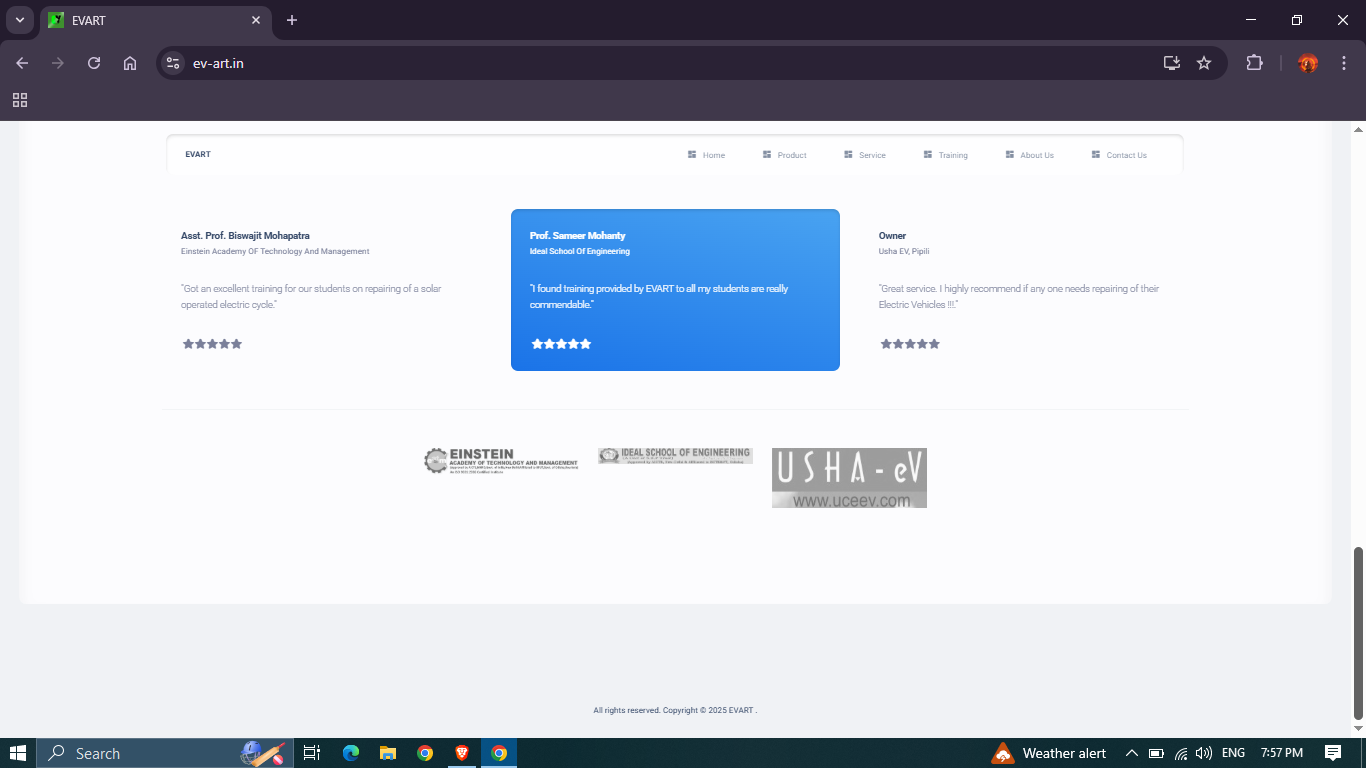 EVART
ev-art.in
EVART
Home
Product
Service
Training
About Us
Contact Us
Asst. Prof. Biswajit Mohapatra
Einstein Academy OF Technology And Management
"Got an excellent training for our students on repairing of a solar
operated electric cycle."
Prof. Sameer Mohanty
Ideal School Of Engineering
"I found training provided by EVART to all my students are really
commendable."
Owner
Usha EV, Pipili
"Great service. I highly recommend if any one needs repairing of their
Electric Vehicles !!!."
EINSTEIN
ACADEMY OF TECHNOLOGY AND MANAGEMENT
IDEAL SCHOOL OF ENGINEERING
USHA-eV
www.uceev.com
All rights reserved. Copyright © 2025 EVART .
Search
Weather alert
ENG
7:57 PM